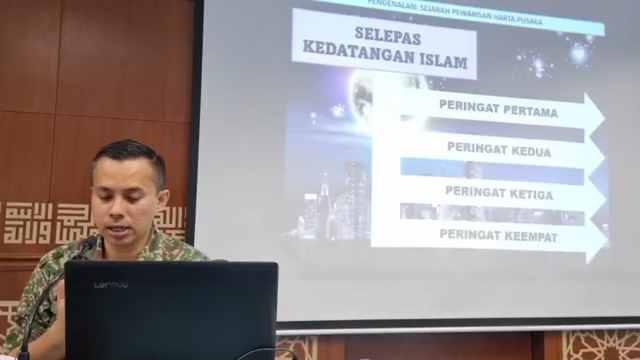 PENGENALAN: SEJARAH PEWARISAN HARTA PUSAKA
SELEPAS
KEDATANGAN ISLAM
PERINGAT PERTAMA
PERINGAT KEDUA
PERINGAT KETIGA
PERINGAT KEEMPAT
Lenovo